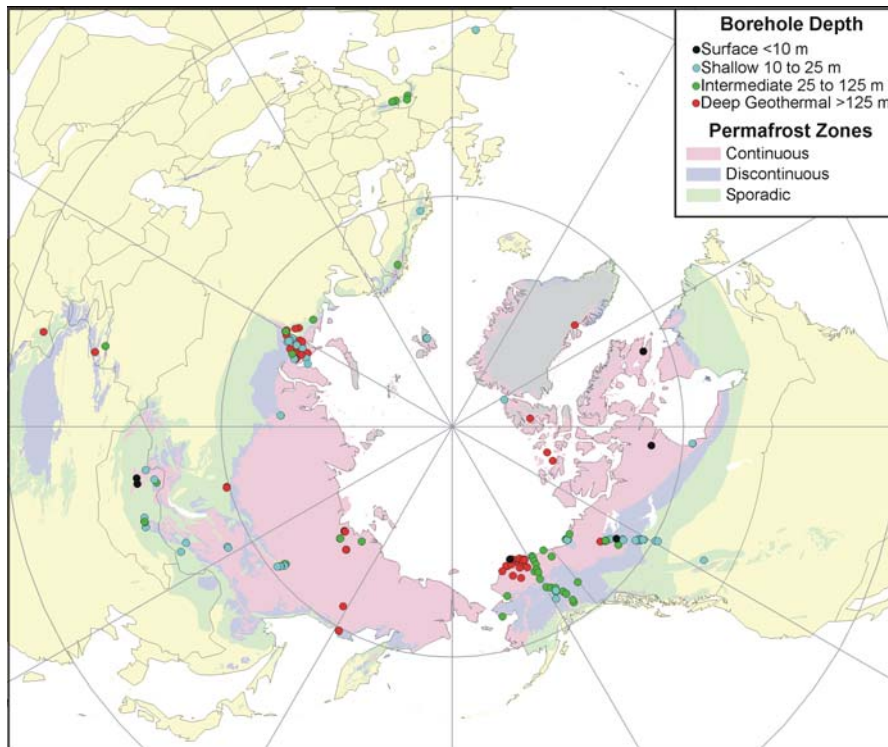 Borehole Depth
Surface <10 m
Shallow 10 to 25 m
Intermediate 25 to 125 m
Deep Geothermal >125 m
Permafrost Zones
Continuous
Discontinuous
Sporadic